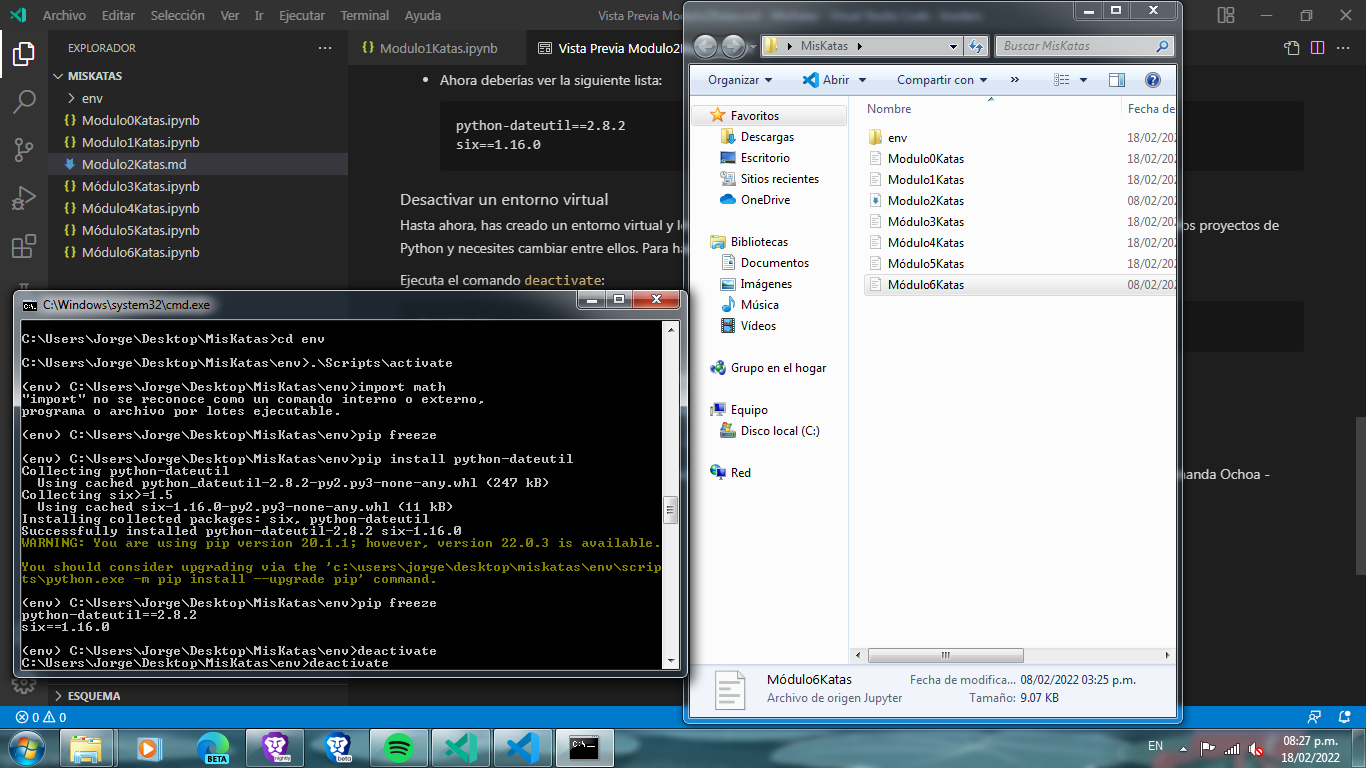 Archivo Editar Selección Ver Ir Ejecutar Terminal Ayuda
Vista Previa Modulo2
EXPLORADOR
MISKATAS
env
Modulo0Katas.ipynb
Modulo1Katas.ipynb
Modulo2Katas.md
Módulo3Katas.ipynb
Módulo4Katas.ipynb
Módulo5Katas.ipynb
Módulo6Katas.ipynb
ESQUEMA
0 0
Modulo1Katas.ipynb
Vista Previa Modulo2
Ahora deberías ver la siguiente lista:
python-dateutil==2.8.2
six==1.16.0
Desactivar un entorno virtual
Hasta ahora, has creado un entorno virtual y
os proyectos de
Python y necesites cambiar entre ellos. Para
Ejecuta el comando deactivate:
Ochoa -
C:\Windows\system32\cmd.exe
C:\Users\Jorge\Desktop\MisKatas>cd env
C:\Users\Jorge\Desktop\MisKatas\env>.\Scripts\activate
(env) C:\Users\Jorge\Desktop\MisKatas\env>import math
"import" no se reconoce como un comando interno o externo,
programa o archivo por lotes ejecutable.
(env) C:\Users\Jorge\Desktop\MisKatas\env>pip freeze
(env) C:\Users\Jorge\Desktop\MisKatas\env>pip install python-dateutil
Collecting python-dateutil
  Using cached python_dateutil-2.8.2-py2.py3-none-any.whl (247 kB)
Collecting six>=1.5
  Using cached six-1.16.0-py2.py3-none-any.whl (11 kB)
Installing collected packages: six, python-dateutil
Successfully installed python-dateutil-2.8.2 six-1.16.0
WARNING: You are using pip version 20.1.1; however, version 22.0.3 is available.
You should consider upgrading via the 'c:\users\jorge\desktop\miskatas\env\scrip
ts\python.exe -m pip install --upgrade pip' command.
(env) C:\Users\Jorge\Desktop\MisKatas\env>pip freeze
python-dateutil==2.8.2
six==1.16.0
(env) C:\Users\Jorge\Desktop\MisKatas\env>deactivate
C:\Users\Jorge\Desktop\MisKatas\env>deactivate
MisKatas
Buscar MisKatas
Organizar Abrir Compartir con »
Favoritos
Descargas
Escritorio
Sitios recientes
OneDrive
Bibliotecas
Documentos
Imágenes
Música
Vídeos
Grupo en el hogar
Equipo
Disco local (C:)
Red
Nombre Fecha de
env 18/02/202
Modulo0Katas 18/02/202
Modulo1Katas 18/02/202
Modulo2Katas 08/02/202
Módulo3Katas 18/02/202
Módulo4Katas 18/02/202
Módulo5Katas 18/02/202
Módulo6Katas 08/02/202
Módulo6Katas Fecha de modifica... 08/02/2022 03:25 p.m.
Archivo de origen Jupyter Tamaño: 9.07 KB
BETA
nightly
beta
EN
08:27 p.m.
18/02/2022